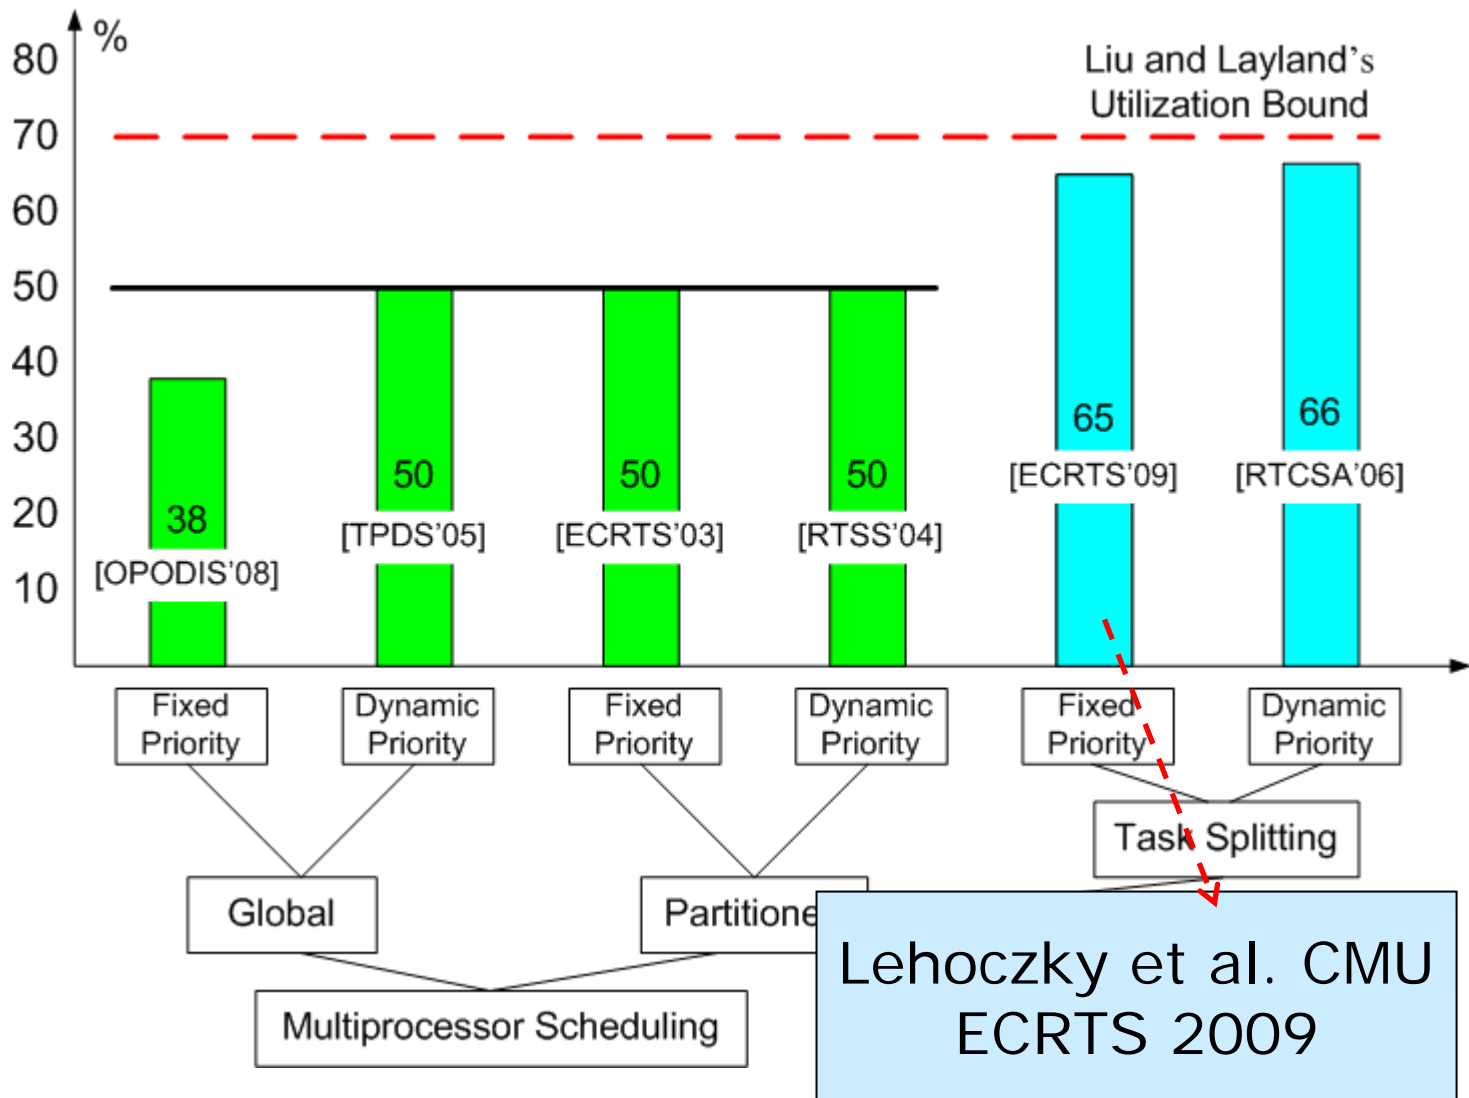 %
80
70
60
50
40
30
20
10
Liu and Layland's
Utilization Bound
38
[OPODIS'08]
50
[TPDS'05]
50
[ECRTS'03]
50
[RTSS'04]
65
[ECRTS'09]
66
[RTCSA'06]
Fixed
Priority
Dynamic
Priority
Fixed
Priority
Dynamic
Priority
Fixed
Priority
Dynamic
Priority
Task Splitting
Global
Partitione
Multiprocessor Scheduling
Lehoczky et al. CMU
ECRTS 2009